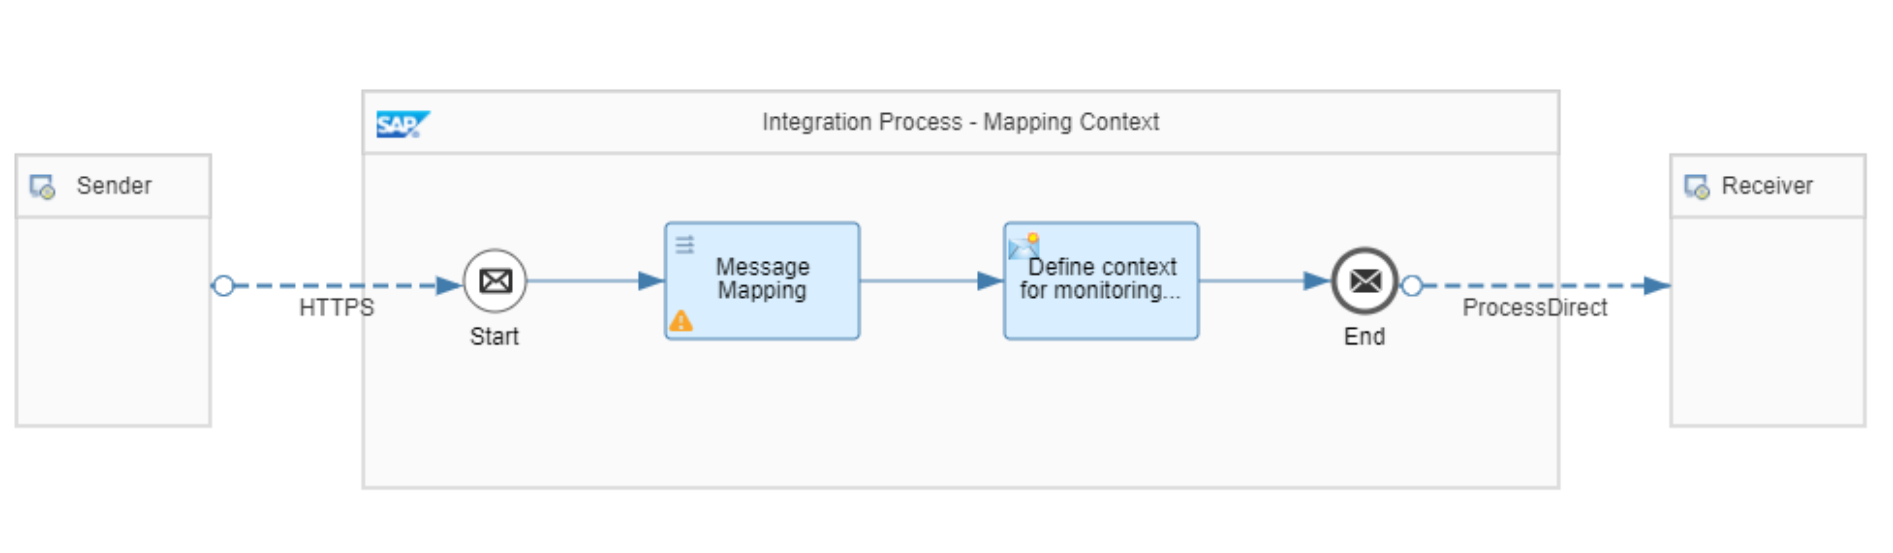 SAP
Integration Process - Mapping Context
Sender
Receiver
HTTPS
Start
Message
Mapping
Define context
for monitoring...
End
ProcessDirect